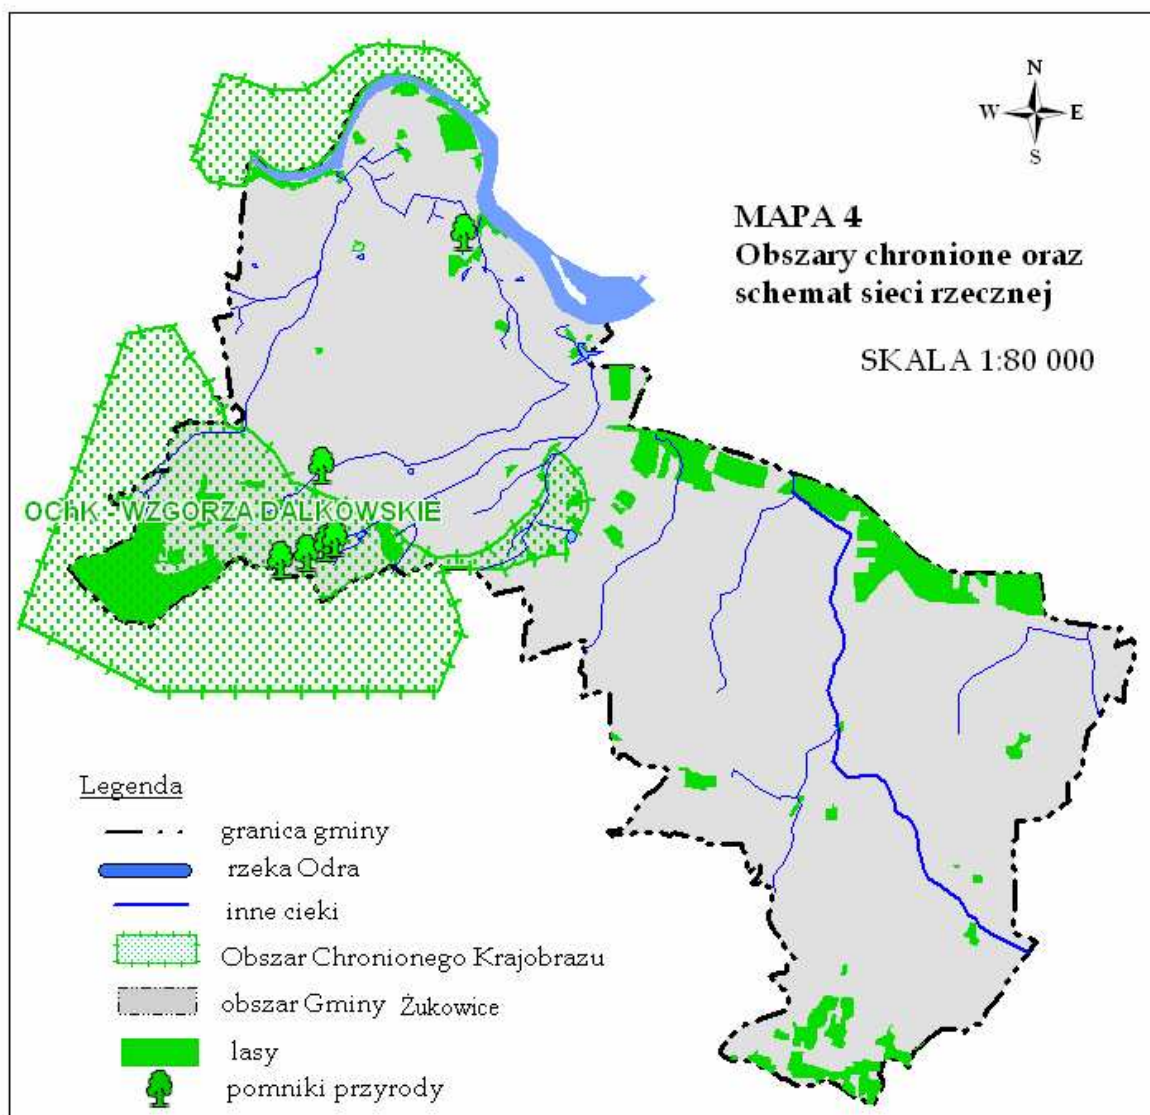 N
W E
S
MAPA 4
Obszary chronione oraz
schemat sieci rzecznej
SKALA 1:80 000
OChK - WZGÓRZA DALKOWSKIE
Legenda
granica gminy
rzeka Odra
inne cieki
Obszar Chronionego Krajobrazu
obszar Gminy Żukowice
lasy
pomniki przyrody